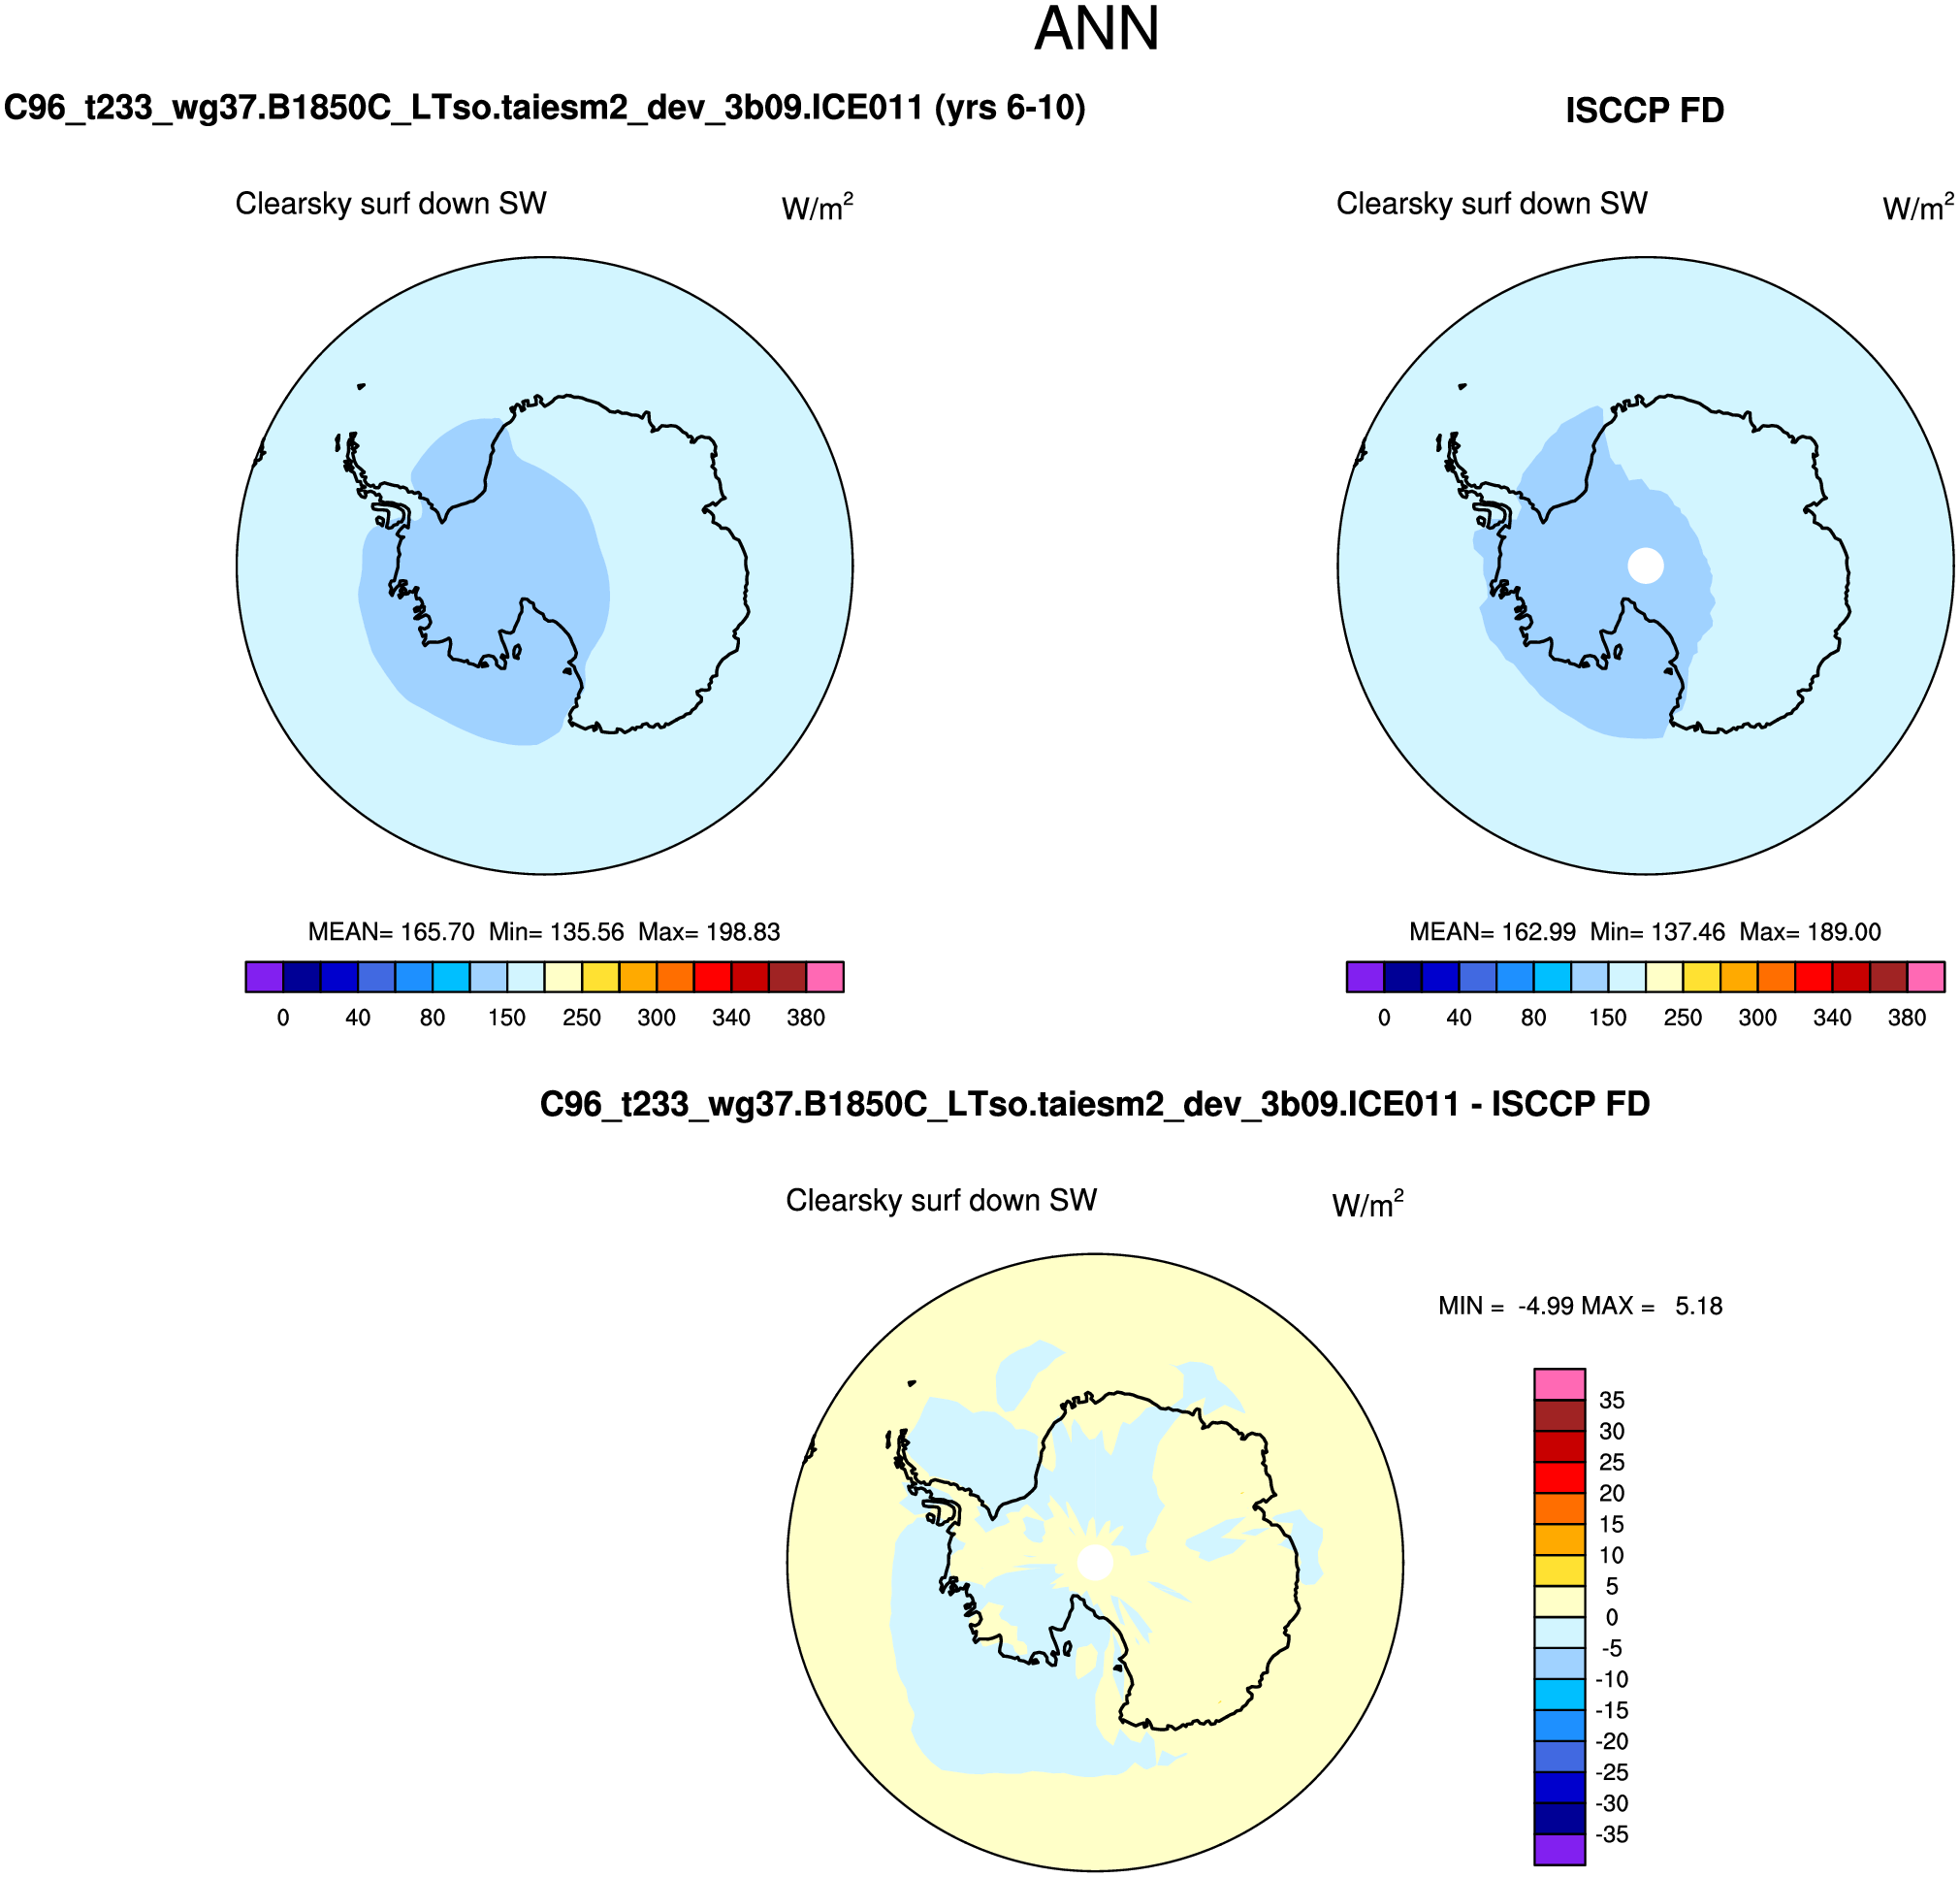 ANN
C96_t233_wg37.B1850C_LTso.taiesm2_dev_3b09.ICE011 (yrs 6-10)
ISCCP FD
Clearsky surf down SW W/m²
Clearsky surf down SW W/m²
MEAN= 165.70 Min= 135.56 Max= 198.83
MEAN= 162.99 Min= 137.46 Max= 189.00
0 40 80 150 250 300 340 380
0 40 80 150 250 300 340 380
C96_t233_wg37.B1850C_LTso.taiesm2_dev_3b09.ICE011 - ISCCP FD
Clearsky surf down SW W/m²
MIN = -4.99 MAX = 5.18
35
30
25
20
15
10
5
0
-5
-10
-15
-20
-25
-30
-35